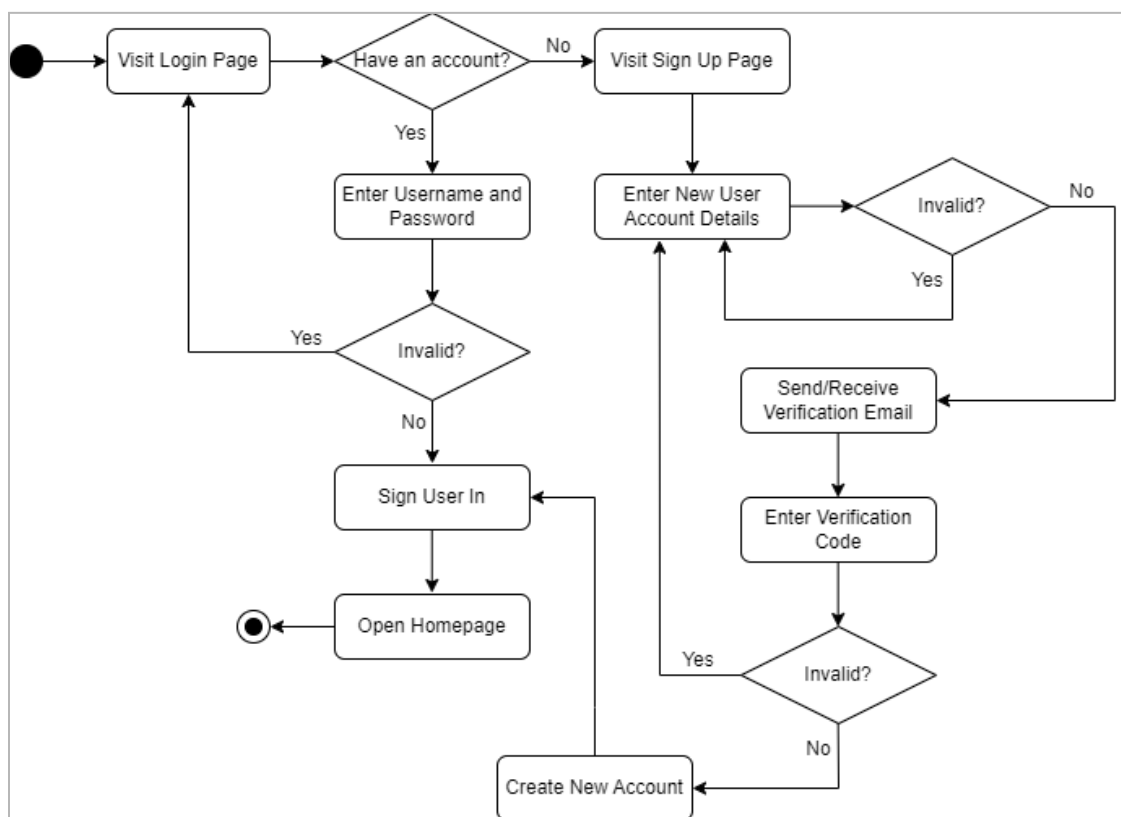 Visit Login Page
Have an account?
No
Visit Sign Up Page
Yes
Enter Username and
Password
Enter New User
Account Details
Invalid?
No
Yes
Yes
Invalid?
No
Send/Receive
Verification Email
Sign User In
Enter Verification
Code
Open Homepage
Yes
Invalid?
No
Create New Account